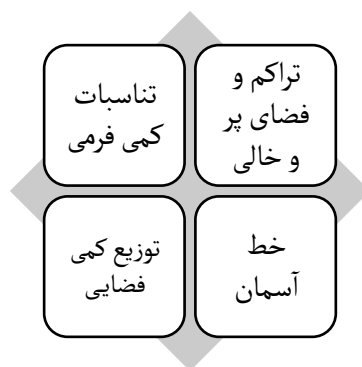 تراکم و
فضای پر
و خالی
تناسبات
کمی فرمی
خط
آسمان
توزیع کمی
فضایی